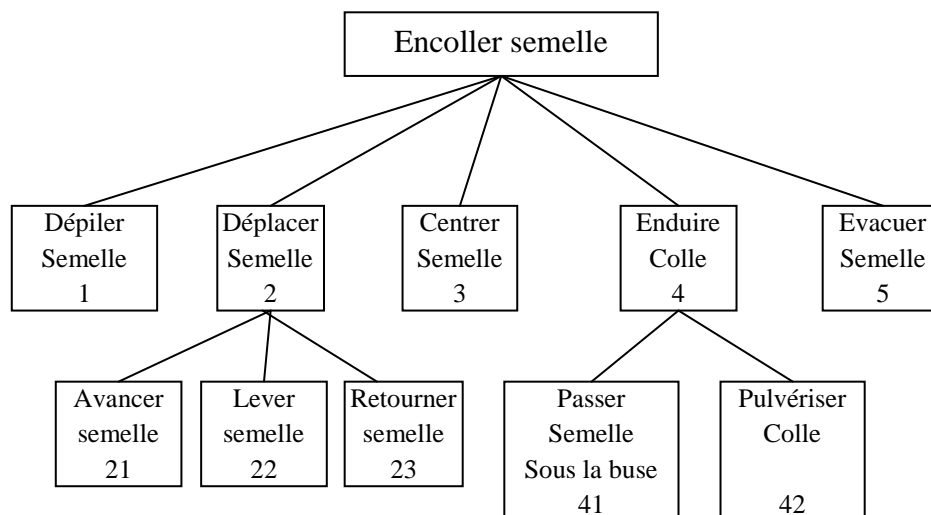 Encoller semelle
Dépiler
Semelle
1
Déplacer
Semelle
2
Centrer
Semelle
3
Enduire
Colle
4
Evacuer
Semelle
5
Avancer
semelle
21
Lever
semelle
22
Retourner
semelle
23
Passer
Semelle
Sous la buse
41
Pulvériser
Colle
42